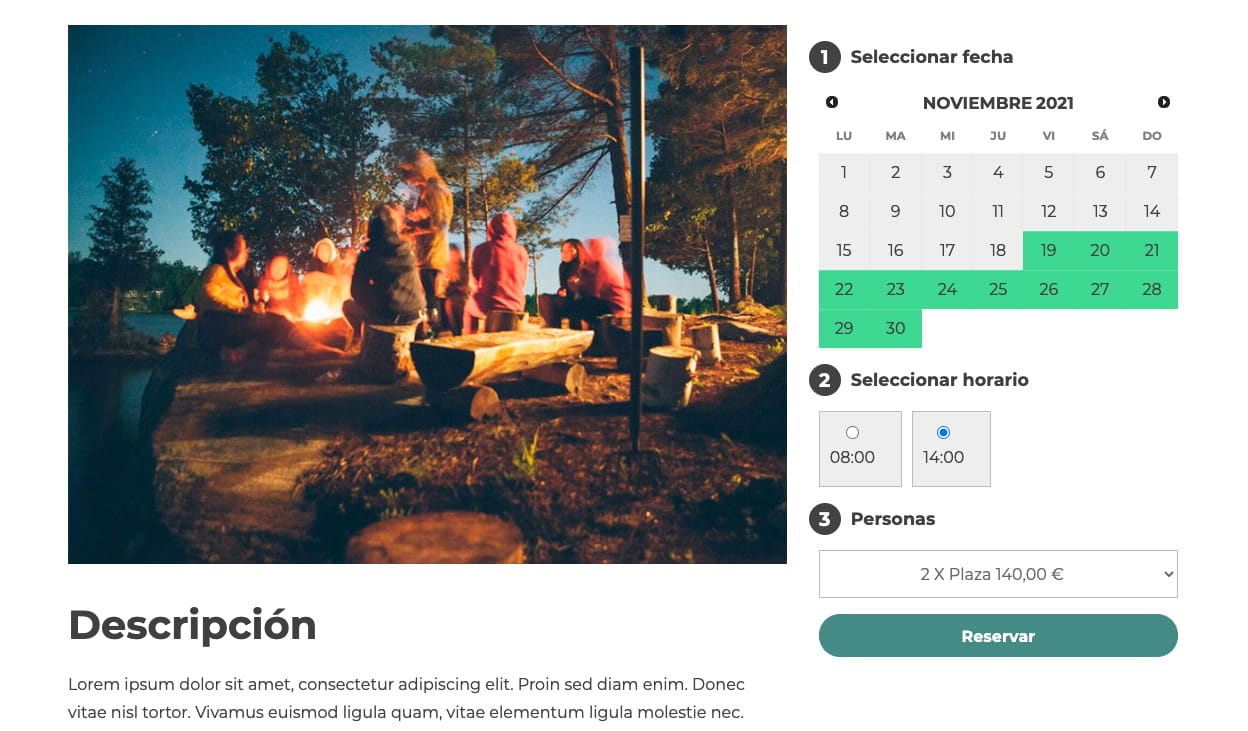 1 Seleccionar fecha
NOVIEMBRE 2021
LU MA MI JU VI SÁ DO
1 2 3 4 5 6 7
8 9 10 11 12 13 14
15 16 17 18 19 20 21
22 23 24 25 26 27 28
29 30
2 Seleccionar horario
08:00 14:00
3 Personas
2 X Plaza 140,00 €
Reservar
Descripción
Lorem ipsum dolor sit amet, consectetur adipiscing elit. Proin sed diam enim. Donec
vitae nisl tortor. Vivamus euismod ligula quam, vitae elementum ligula molestie nec.